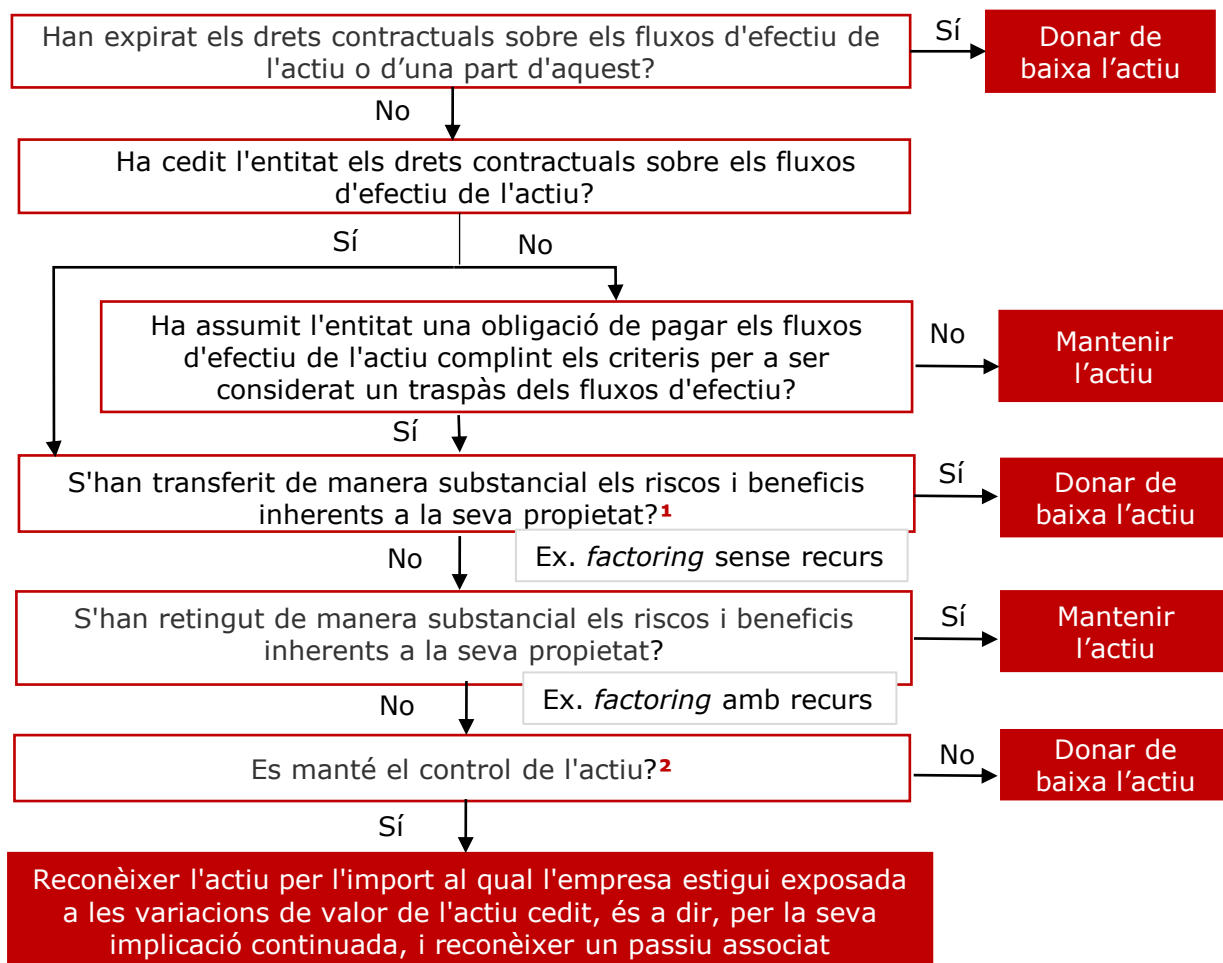 Han expirat els drets contractuals sobre els fluxos d'efectiu de
l'actiu o d’una part d'aquest?
Sí
Donar de
baixa l’actiu
No
Ha cedit l'entitat els drets contractuals sobre els fluxos
d'efectiu de l'actiu?
Sí
No
Ha assumit l'entitat una obligació de pagar els fluxos
d'efectiu de l'actiu complint els criteris per a ser
considerat un traspàs dels fluxos d'efectiu?
No
Mantenir
l’actiu
Sí
S'han transferit de manera substancial els riscos i beneficis
inherents a la seva propietat?¹
Sí
Donar de
baixa l’actiu
No
Ex. factoring sense recurs
S'han retingut de manera substancial els riscos i beneficis
inherents a la seva propietat?
Sí
Mantenir
l’actiu
No
Ex. factoring amb recurs
Es manté el control de l'actiu?²
No
Donar de
baixa l’actiu
Sí
Reconèixer l'actiu per l'import al qual l'empresa estigui exposada
a les variacions de valor de l'actiu cedit, és a dir, per la seva
implicació continuada, i reconèixer un passiu associat